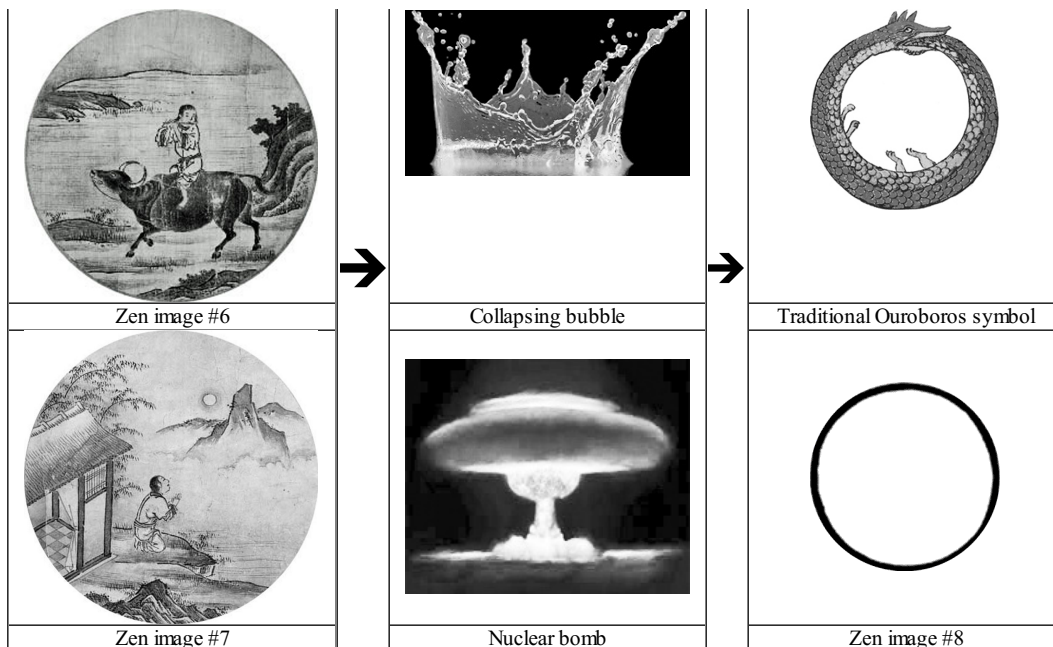 Zen image #6
Collapsing bubble
Traditional Ouroboros symbol
Zen image #7
Nuclear bomb
Zen image #8